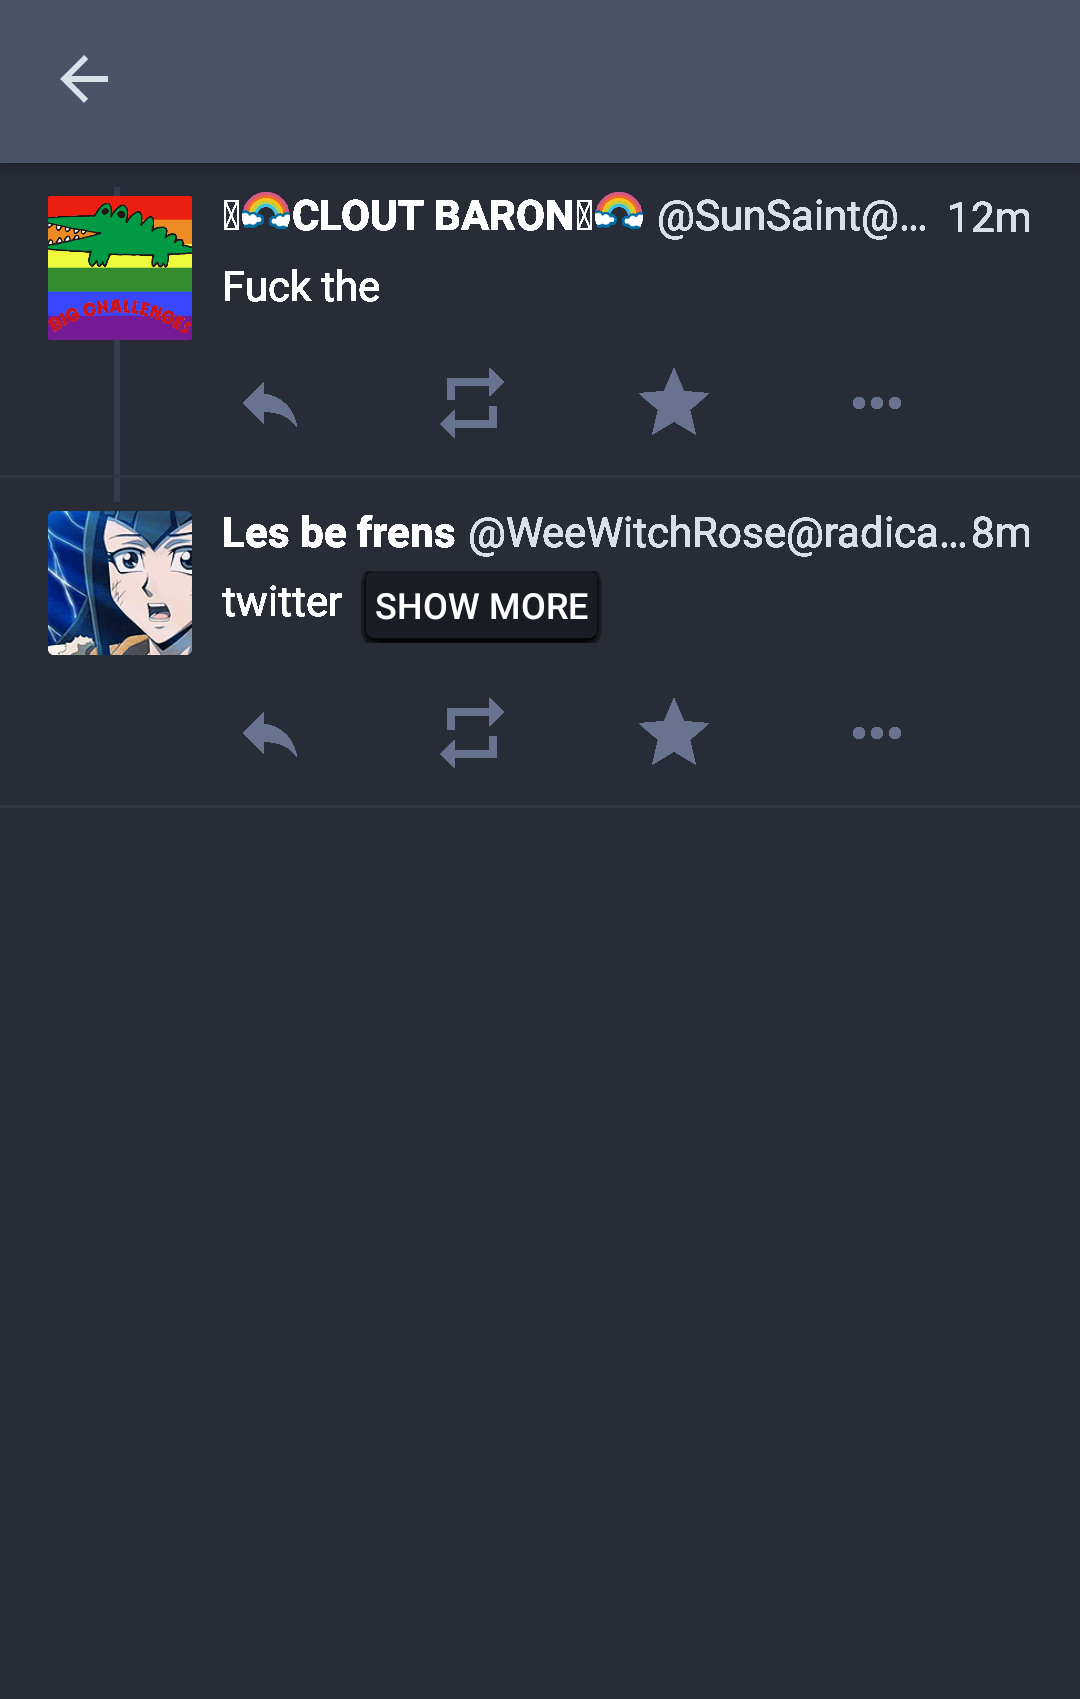 🌈CLOUT BARON🌈 @SunSaint@... 12m
Fuck the
BIG CHALLENGES
Les be frens @WeeWitchRose@radica... 8m
twitter SHOW MORE